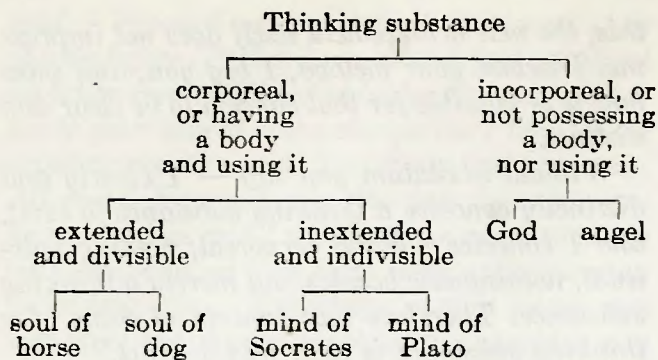 Thinking substance
corporeal,
or having
a body
and using it
incorporeal, or
not possessing
a body,
nor using it
extended
and divisible
inextended
and indivisible
God
angel
soul of
horse
soul of
dog
mind of
Socrates
mind of
Plato